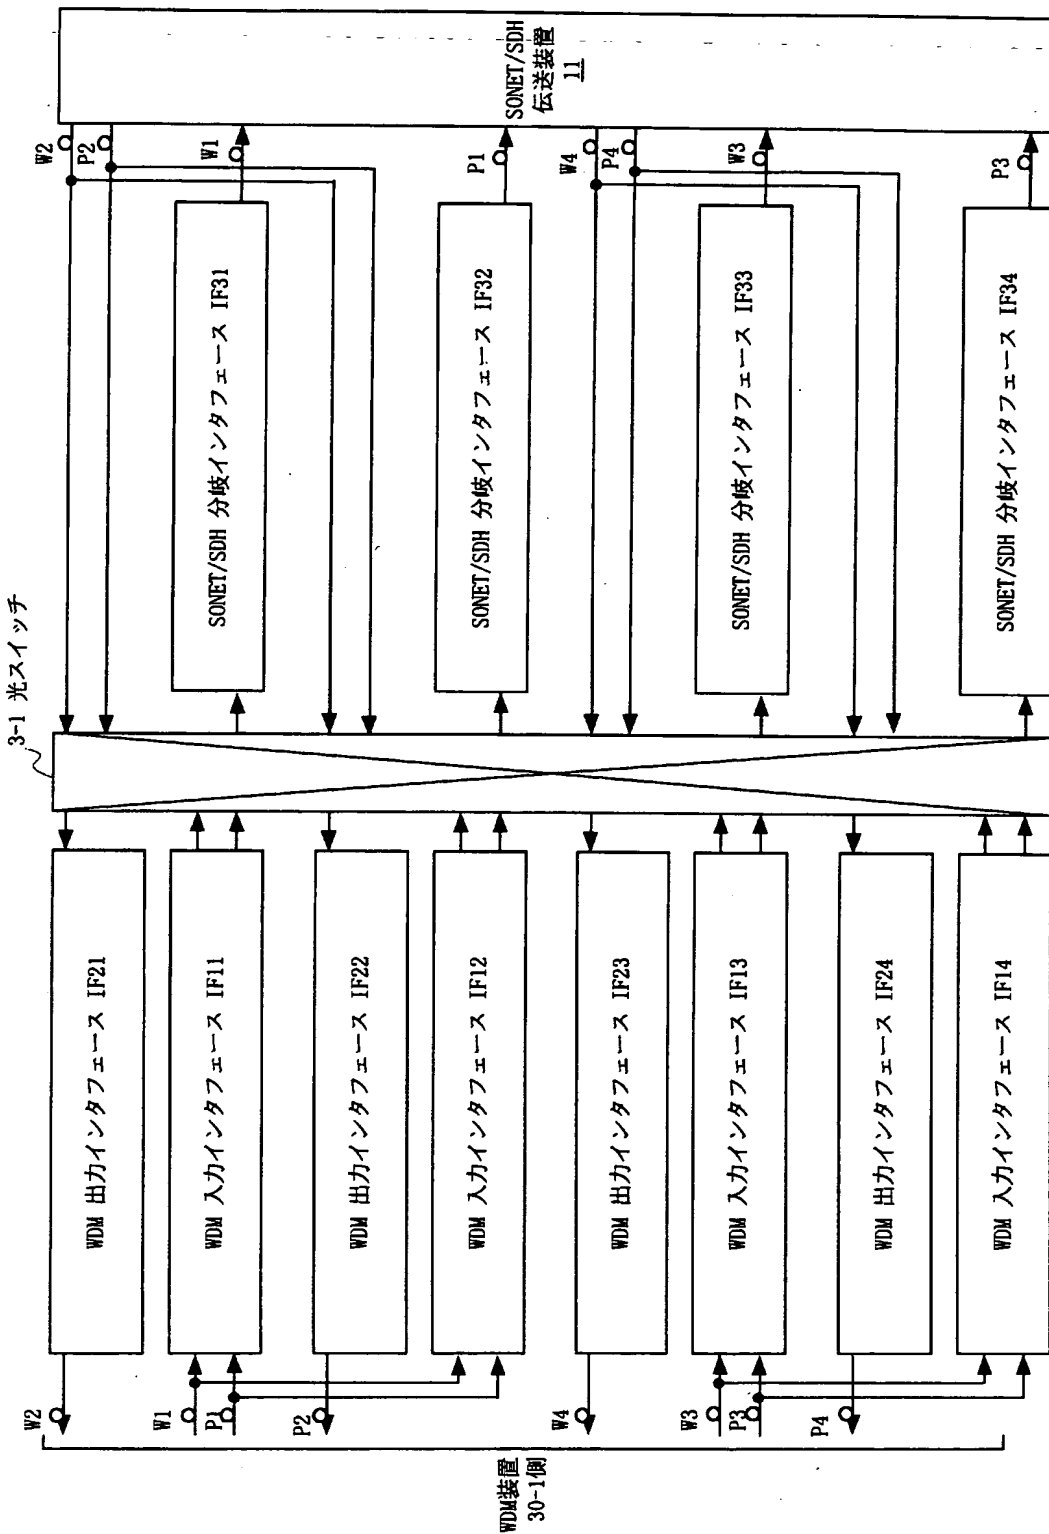 3-1 光スイッチ
WDM装置
30-1側
W2
W1
P1
P2
W4
W3
P3
P4
WDM 出力インタフェース IF21
WDM 入力インタフェース IF11
WDM 出力インタフェース IF22
WDM 入力インタフェース IF12
WDM 出力インタフェース IF23
WDM 入力インタフェース IF13
WDM 出力インタフェース IF24
WDM 入力インタフェース IF14
SONET/SDH 分岐インタフェース IF31
SONET/SDH 分岐インタフェース IF32
SONET/SDH 分岐インタフェース IF33
SONET/SDH 分岐インタフェース IF34
W2
P2
W1
P1
W4
P4
W3
P3
SONET/SDH
伝送装置
11